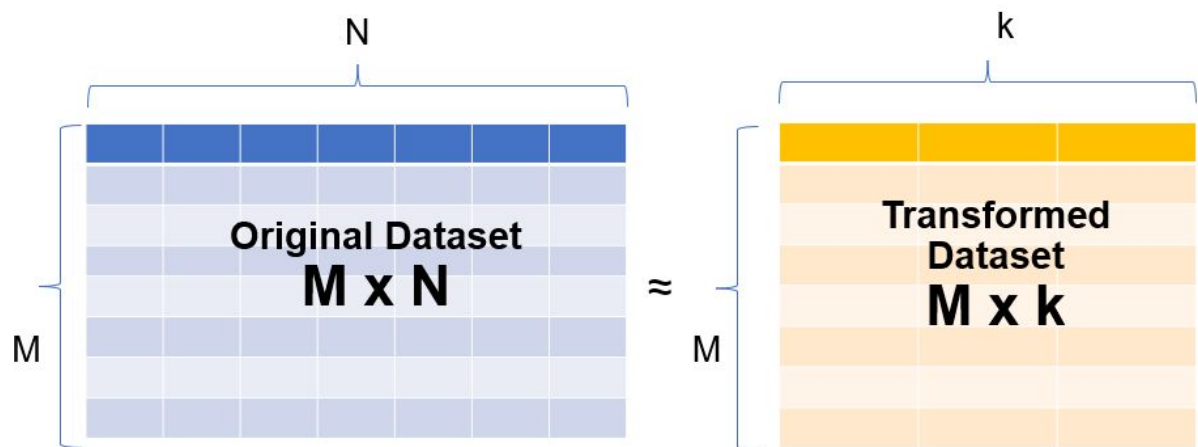 N
k
Original Dataset
M x N
Transformed
Dataset
M x k
≈
M
M